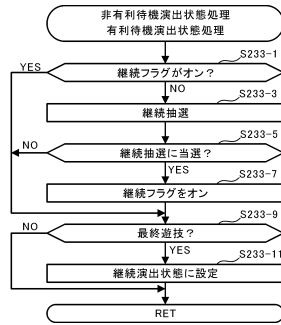 非有利待機演出状態処理
有利待機演出状態処理
S233-1
YES
継続フラグがオン？
NO
S233-3
継続抽選
S233-5
NO
継続抽選に当選？
YES
S233-7
継続フラグをオン
S233-9
NO
最終遊技？
YES
S233-11
継続演出状態に設定
RET